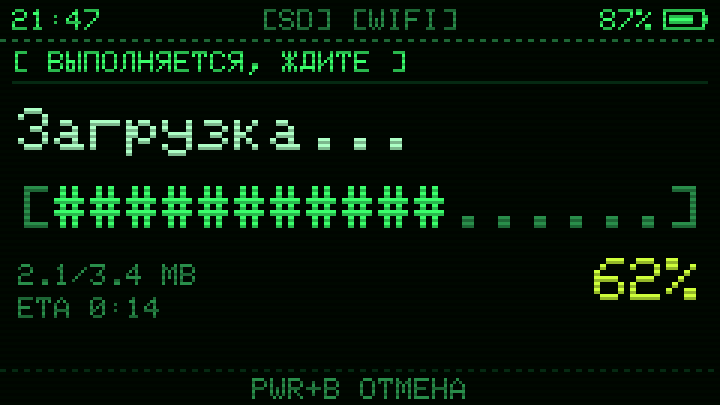 21:47 [SD] [WIFI] 87%
[ ВЫПОЛНЯЕТСЯ, ЖДИТЕ ]
Загрузка...
[###########......]
2.1/3.4 MB
62%
ETA 0:14
PWR+B ОТМЕНА